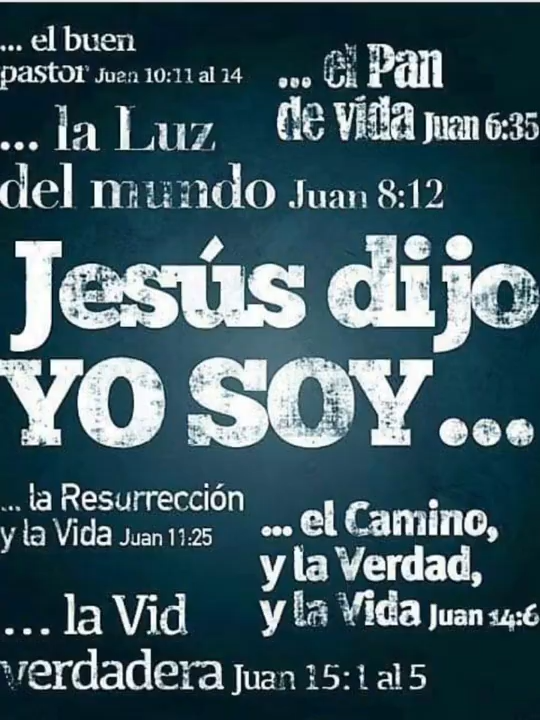 ... el buen
pastor Juan 10:11 al 14
... el Pan
de vida Juan 6:35
... la Luz
del mundo Juan 8:12
Jesús dijo
YO SOY...
... la Resurrección
y la Vida Juan 11:25
... el Camino,
y la Verdad,
y la Vida Juan 14:6
... la Vid
verdadera Juan 15:1 al 5